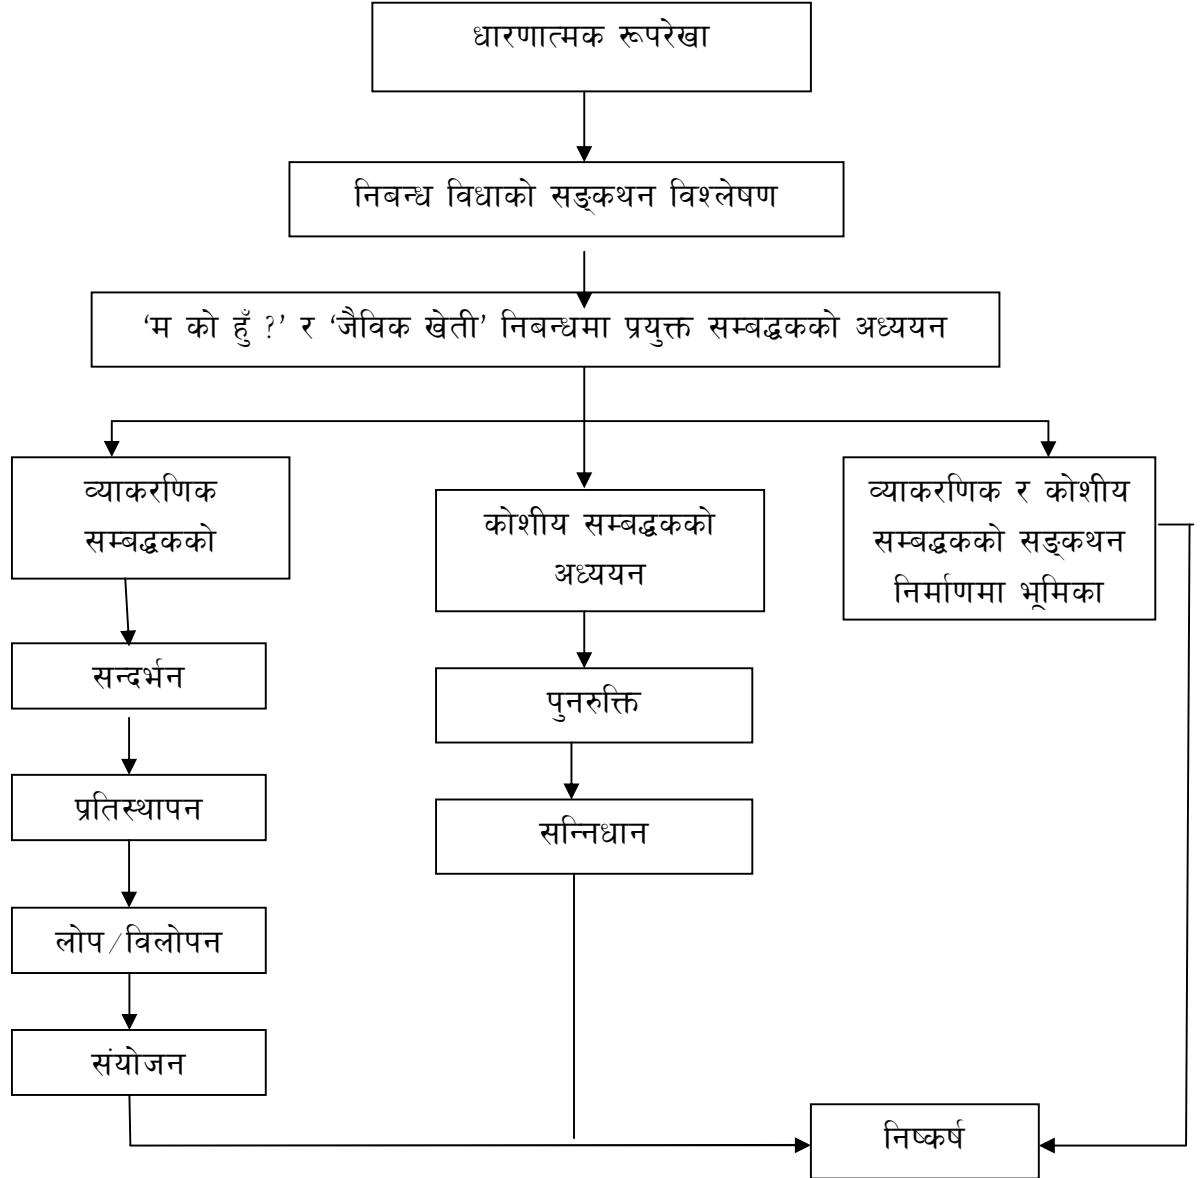 धारणात्मक रूपरेखा
निबन्ध विधाको सङ्कथन विश्लेषण
‘म को हुँ ?’ र ‘जैविक खेती’ निबन्धमा प्रयुक्त सम्बद्धकको अध्ययन
व्याकरणिक
सम्बद्धकको
सन्दर्भन
प्रतिस्थापन
लोप/विलोपन
संयोजन
कोशीय सम्बद्धकको
अध्ययन
पुनरुक्ति
सन्निधान
व्याकरणिक र कोशीय
सम्बद्धकको सङ्कथन
निर्माणमा भूमिका
निष्कर्ष